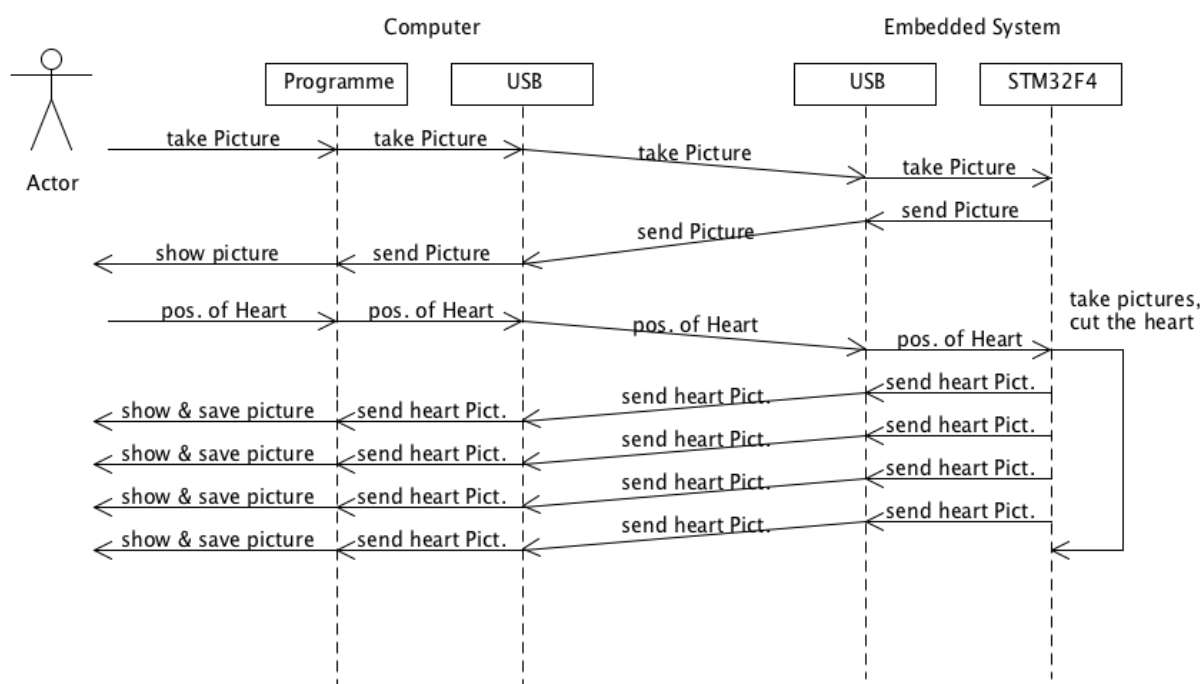 Computer
Embedded System
Programme
USB
USB
STM32F4
Actor
take Picture
take Picture
take Picture
take Picture
send Picture
send Picture
send Picture
show picture
pos. of Heart
pos. of Heart
pos. of Heart
pos. of Heart
take pictures,
cut the heart
send heart Pict.
send heart Pict.
send heart Pict.
show & save picture
send heart Pict.
send heart Pict.
send heart Pict.
show & save picture
send heart Pict.
send heart Pict.
send heart Pict.
show & save picture
send heart Pict.
send heart Pict.
send heart Pict.
show & save picture